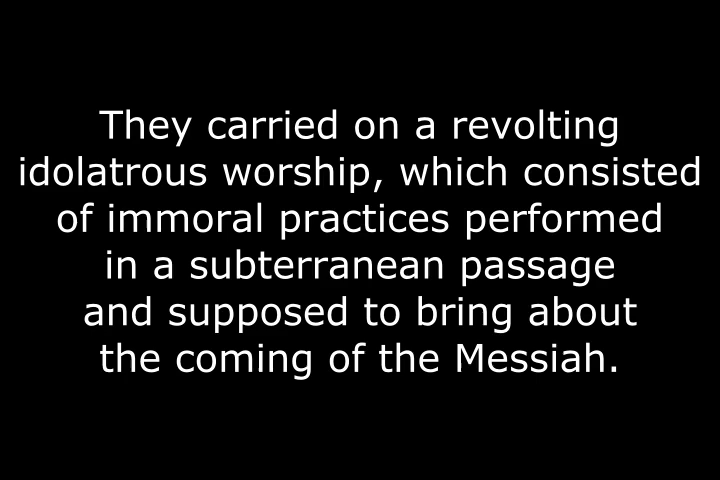 They carried on a revolting
idolatrous worship, which consisted
of immoral practices performed
in a subterranean passage
and supposed to bring about
the coming of the Messiah.